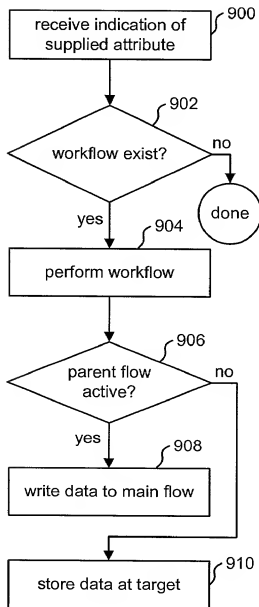 receive indication of
supplied attribute
900
902
workflow exist?
no
done
yes
904
perform workflow
906
parent flow
active?
no
yes
908
write data to main flow
910
store data at target